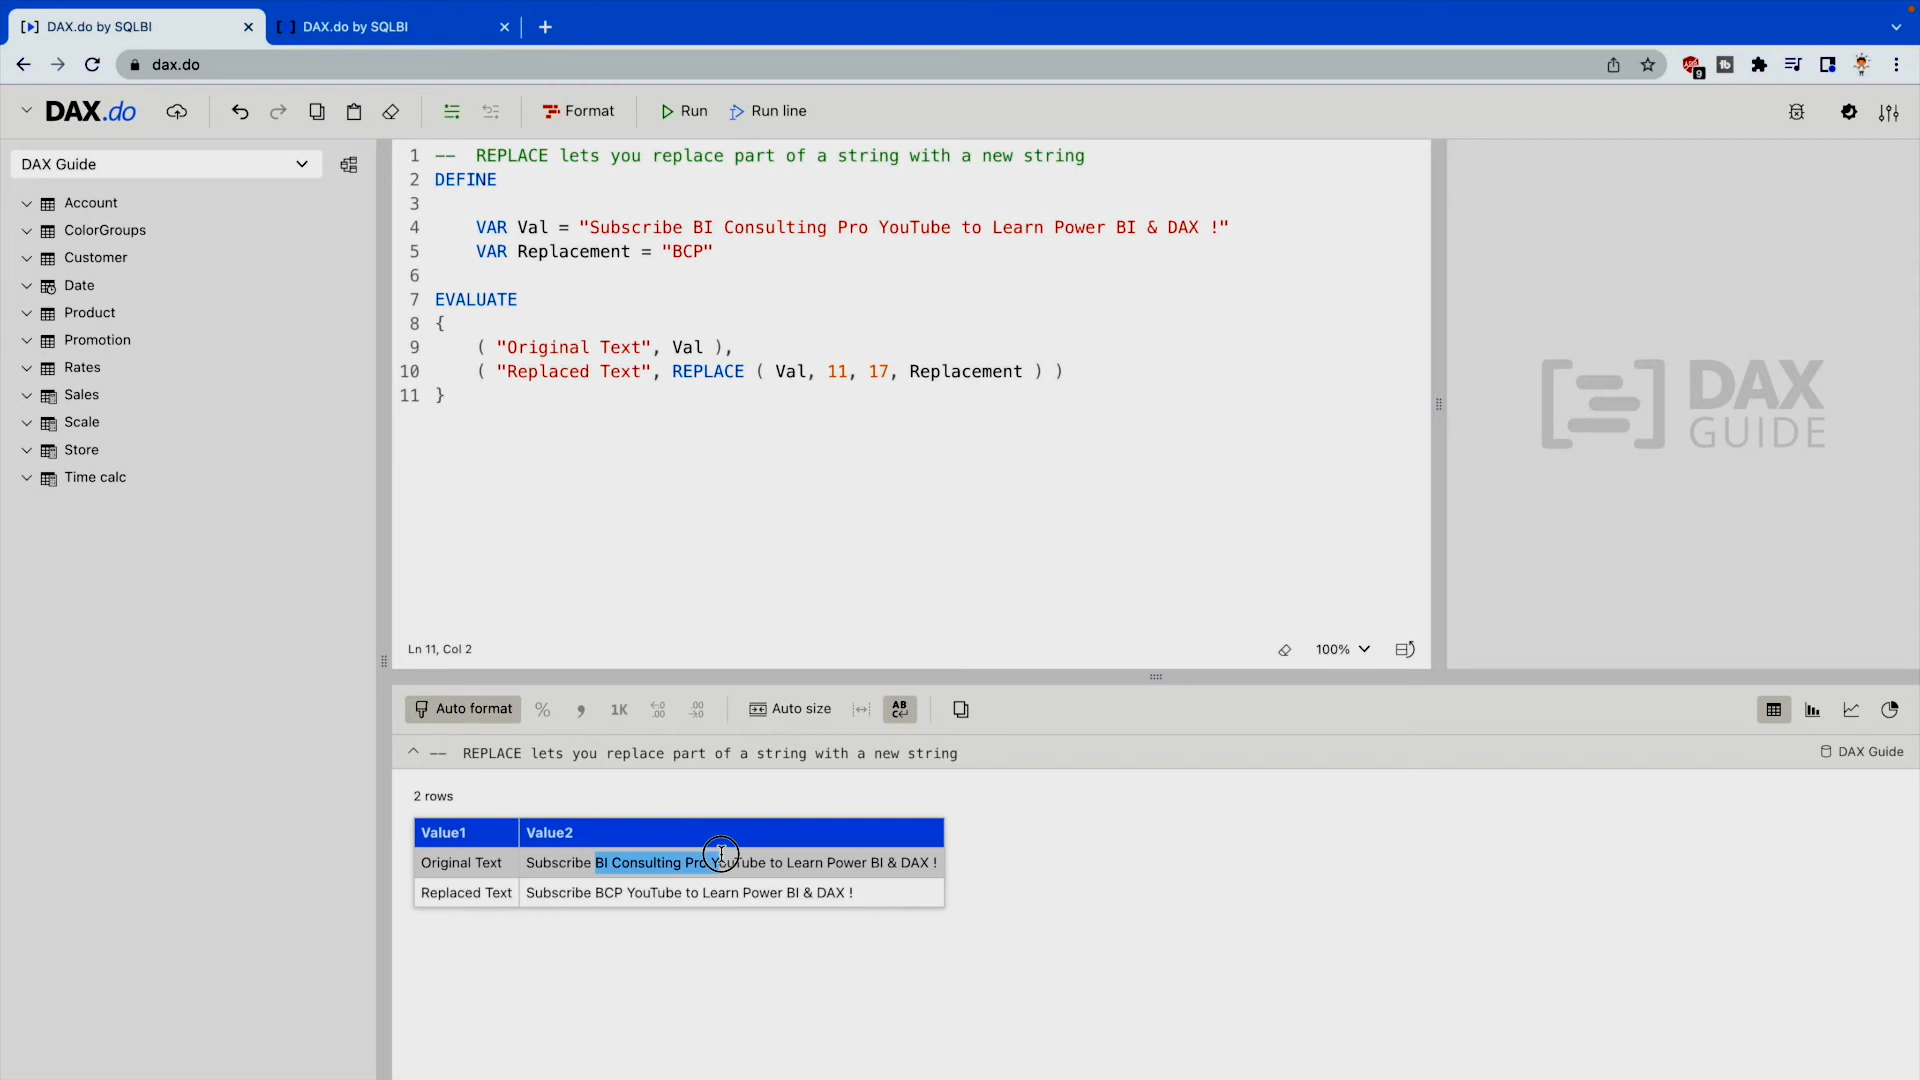 DAX.do by SQLBI
DAX.do by SQLBI
dax.do
9
tb
DAX.do
Format
Run
Run line
DAX Guide
Account
ColorGroups
Customer
Date
Product
Promotion
Rates
Sales
Scale
Store
Time calc
1 -- REPLACE lets you replace part of a string with a new string
2 DEFINE
3
4 VAR Val = "Subscribe BI Consulting Pro YouTube to Learn Power BI & DAX !"
5 VAR Replacement = "BCP"
6
7 EVALUATE
8 {
9 ( "Original Text", Val ),
10 ( "Replaced Text", REPLACE ( Val, 11, 17, Replacement ) )
11 }
Ln 11, Col 2
100%
DAX
GUIDE
Auto format
%
1K
Auto size
-- REPLACE lets you replace part of a string with a new string
DAX Guide
2 rows
Value1 Value2
Original Text Subscribe BI Consulting Pro YouTube to Learn Power BI & DAX !
Replaced Text Subscribe BCP YouTube to Learn Power BI & DAX !